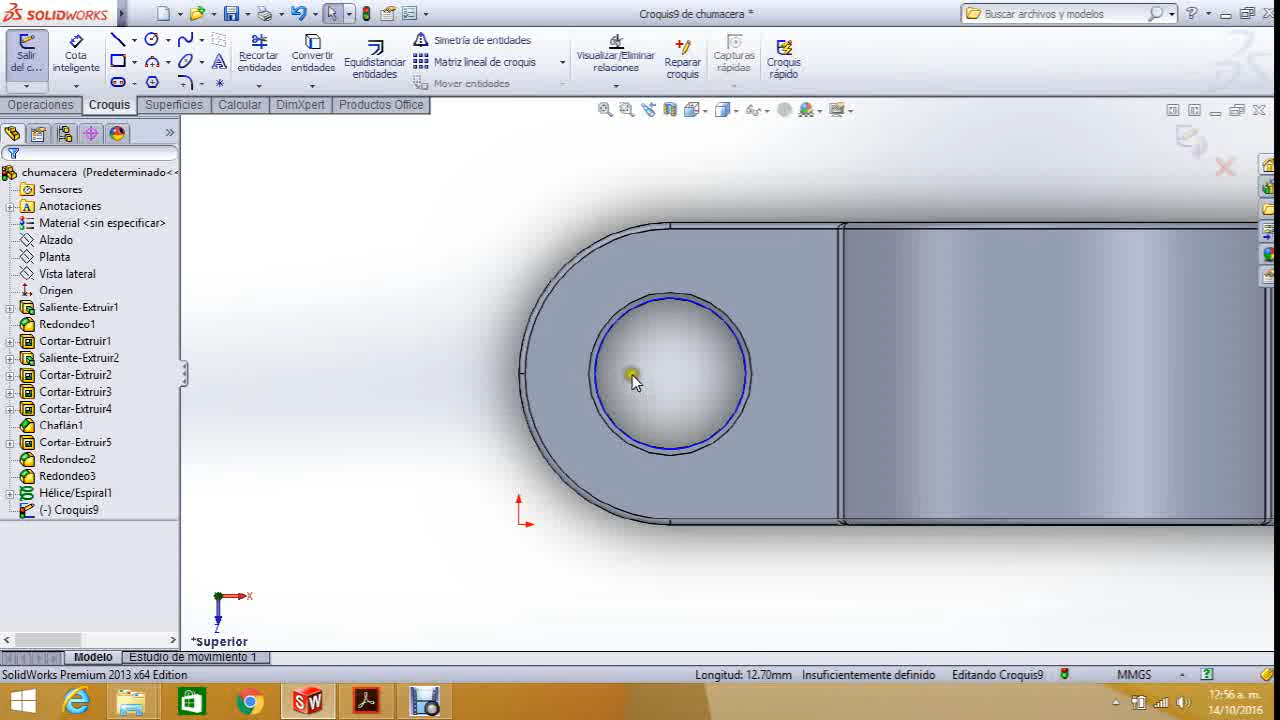 SOLIDWORKS
Croquis9 de chumacera *
Buscar archivos y modelos
Salir del c...
Cota inteligente
Recortar entidades
Convertir entidades
Equidistanciar entidades
Simetría de entidades
Matriz lineal de croquis
Mover entidades
Visualizar/Eliminar relaciones
Reparar croquis
Capturas rápidas
Croquis rápido
Operaciones Croquis Superficies Calcular DimXpert Productos Office
chumacera (Predeterminado<<
Sensores
Anotaciones
Material <sin especificar>
Alzado
Planta
Vista lateral
Origen
Saliente-Extruir1
Redondeo1
Cortar-Extruir1
Saliente-Extruir2
Cortar-Extruir2
Cortar-Extruir3
Cortar-Extruir4
Chaflán1
Cortar-Extruir5
Redondeo2
Redondeo3
Hélice/Espiral1
(-) Croquis9
X
Z
*Superior
Modelo Estudio de movimiento 1
SolidWorks Premium 2013 x64 Edition Longitud: 12.70mm Insuficientemente definido Editando Croquis9 MMGS
12:56 a. m.
14/10/2016